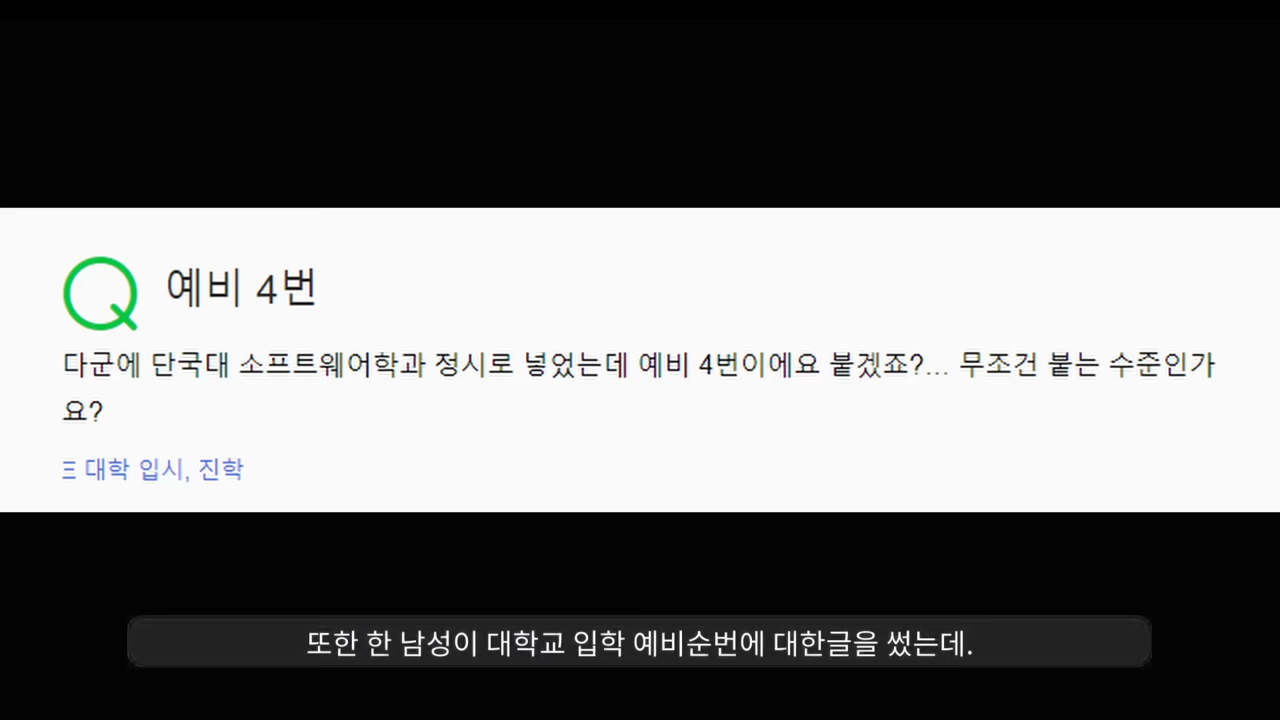 예비 4번
다군에 단국대 소프트웨어학과 정시로 넣었는데 예비 4번이에요 붙겠죠?... 무조건 붙는 수준인가
요?
대학 입시, 진학
또한 한 남성이 대학교 입학 예비순번에 대한글을 썼는데.